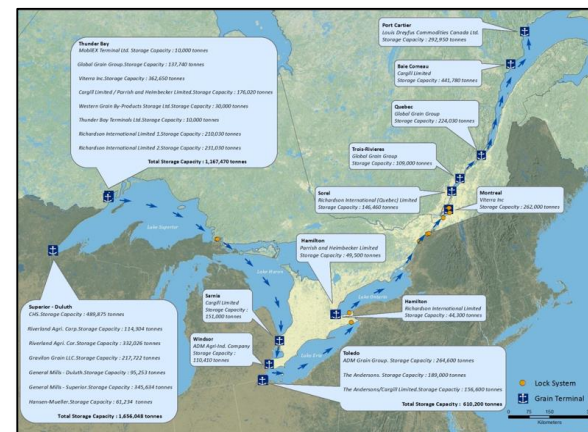 Port Cartier
Louis Dreyfus Commodities Canada Ltd.
Storage Capacity : 292,950 tonnes
Thunder Bay
MobilEX Terminal Ltd. Storage Capacity : 10,000 tonnes
Global Grain Group.Storage Capacity : 137,740 tonnes
Viterra Inc.Storage Capacity : 362,650 tonnes
Cargill Limited / Parrish and Heimbecker Limited.Storage Capacity : 176,020 tonnes
Western Grain By-Products Storage Ltd.Storage Capacity : 30,000 tonnes
Thunder Bay Terminals Ltd.Storage Capacity : 10,000 tonnes
Richardson International Limited 1.Storage Capacity : 210,030 tonnes
Richardson International Limited 2.Storage Capacity : 231,030 tonnes
Total Storage Capacity : 1,167,470 tonnes
Baie Comeau
Cargill Limited
Storage Capacity : 441,780 tonnes
Quebec
Global Grain Group
Storage Capacity : 224,030 tonnes
Trois-Rivieres
Global Grain Group
Storage Capacity : 109,000 tonnes
Sorel
Richardson International (Quebec) Limited
Storage Capacity : 146,460 tonnes
Montreal
Viterra Inc
Storage Capacity : 262,000 tonnes
Lake Superior
Lake Huron
Lake Ontario
Lake Erie
Hamilton
Parrish and Heimbecker Limited
Storage Capacity : 49,500 tonnes
Hamilton
Richardson International Limited
Storage Capacity : 44,300 tonnes
Sarnia
Cargill Limited
Storage Capacity :
151,000 tonnes
Windsor
ADM Agri-Ind. Company
Storage Capacity :
110,410 tonnes
Superior - Duluth
CHS.Storage Capacity : 489,875 tonnes
Riverland Agri. Corp.Storage Capacity : 114,304 tonnes
Riverland Agri. Cor.Storage Capacity : 332,026 tonnes
Gravilon Grain LLC.Storage Capacity : 217,722 tonnes
General Mills - Duluth.Storage Capacity : 95,253 tonnes
General Mills - Superior.Storage Capacity : 345,634 tonnes
Hansen-Mueller.Storage Capacity : 61,234 tonnes
Total Storage Capacity : 1,656,048 tonnes
Toledo
ADM Grain Group. Storage Capacity : 264,600 tonnes
The Andersons. Storage Capacity : 189,000 tonnes
The Andersons/Cargill Limited.Storage Capacity : 156,600 tonnes
Total Storage Capacity : 610,200 tonnes
Lock System
Grain Terminal
Kilometers